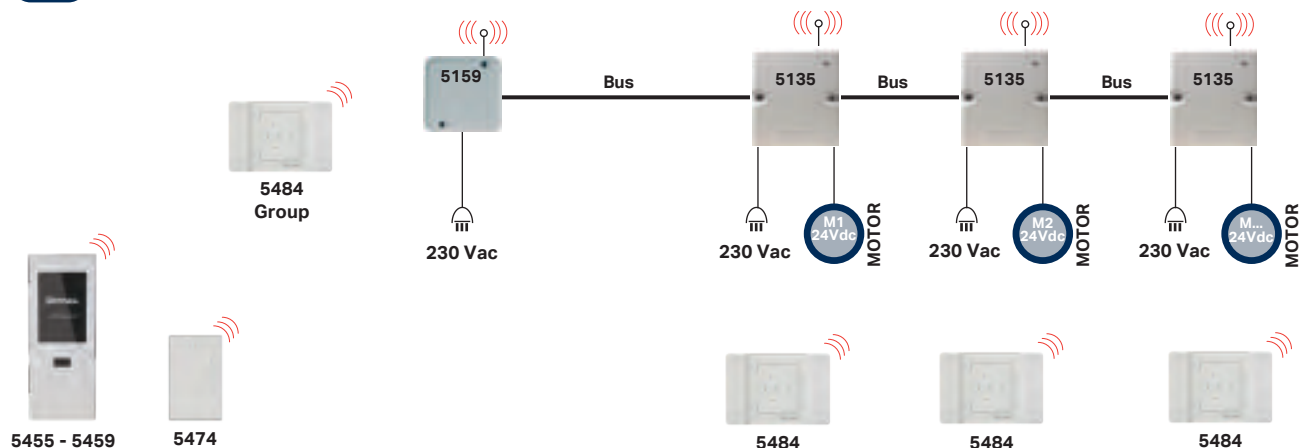 5159
Bus
5135
Bus
5135
Bus
5135
5484
Group
230 Vac
230 Vac
M1
24Vdc
MOTOR
230 Vac
M2
24Vdc
MOTOR
230 Vac
M...
24Vdc
MOTOR
5455 - 5459
5474
5484
5484
5484